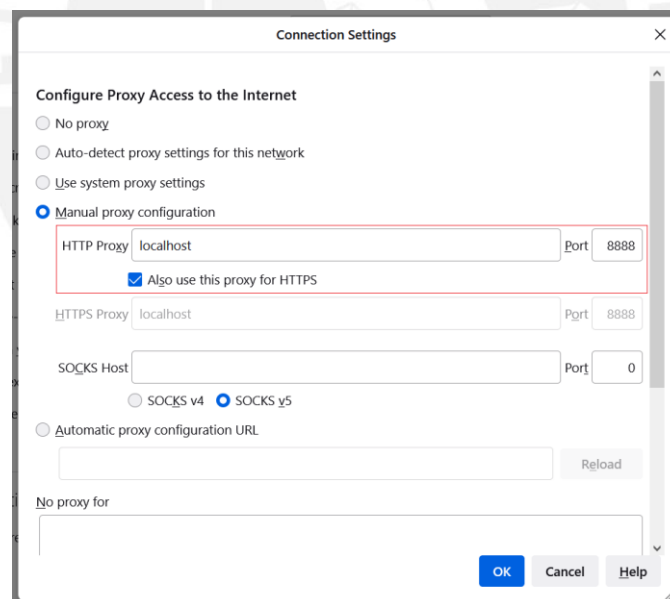 Connection Settings
Configure Proxy Access to the Internet
No proxy
Auto-detect proxy settings for this network
Use system proxy settings
Manual proxy configuration
HTTP Proxy localhost Port 8888
Also use this proxy for HTTPS
HTTPS Proxy localhost Port 8888
SOCKS Host Port 0
SOCKS v4 SOCKS v5
Automatic proxy configuration URL
Reload
No proxy for
OK Cancel Help